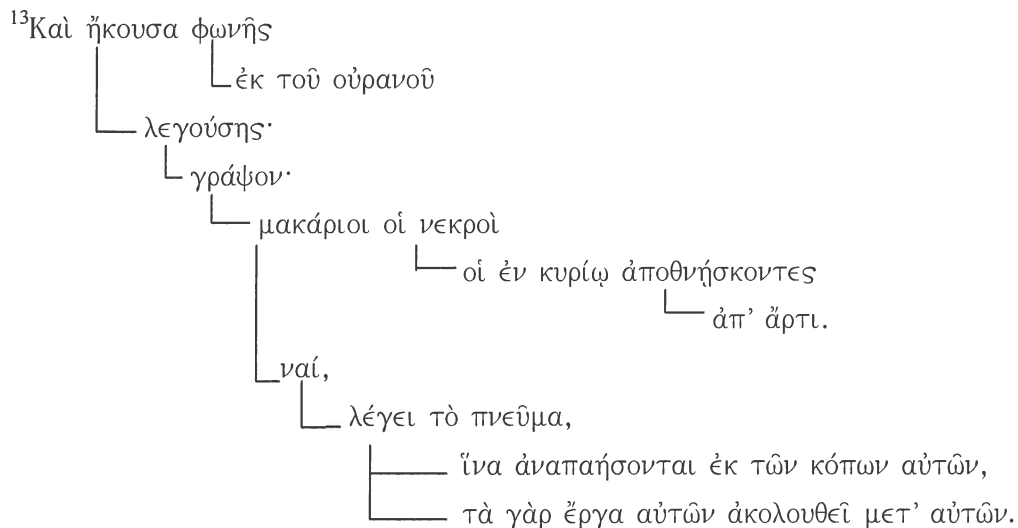 ¹³Καὶ ἤκουσα φωνῆς
ἐκ τοῦ οὐρανοῦ
λεγούσης·
γράψον·
μακάριοι οἱ νεκροὶ
οἱ ἐν κυρίῳ ἀποθνῄσκοντες
ἀπ’ ἄρτι.
ναί,
λέγει τὸ πνεῦμα,
ἵνα ἀναπαήσονται ἐκ τῶν κόπων αὐτῶν,
τὰ γὰρ ἔργα αὐτῶν ἀκολουθεῖ μετ’ αὐτῶν.